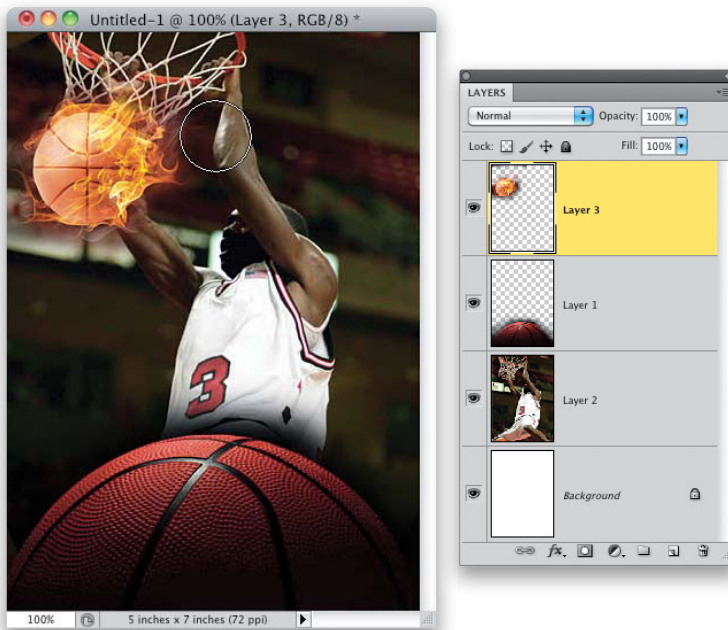 Untitled-1 @ 100% (Layer 3, RGB/8) *
3
100%
5 inches x 7 inches (72 ppi)
LAYERS
Normal
Opacity: 100%
Lock:
Fill: 100%
Layer 3
Layer 1
Layer 2
Background
fx